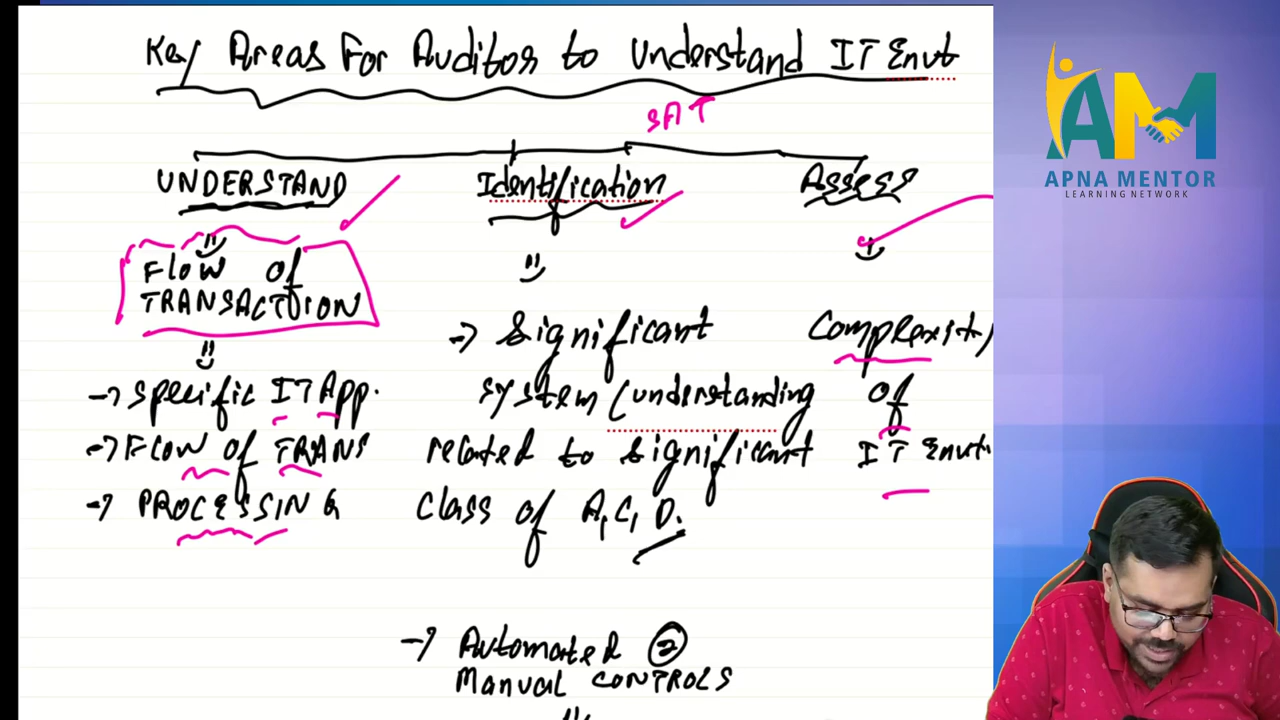 Key Areas For Auditor to Understand IT Envt
SAT
UNDERSTAND
Identification
Assess
Flow of
TRANSACTION
-> Specific IT App.
-> Flow of TRANS
-> PROCESSING
-> Significant
system (understanding
related to significant
class of A, C, D.
-> Automated 2
Manual CONTROLS
Complexity
of
IT Envt.
AM
APNA MENTOR
LEARNING NETWORK